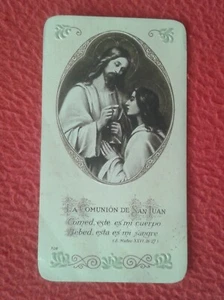 LA COMUNIÓN DE SAN JUAN
Comed, este es mi cuerpo
Bebed, esta es mi sangre